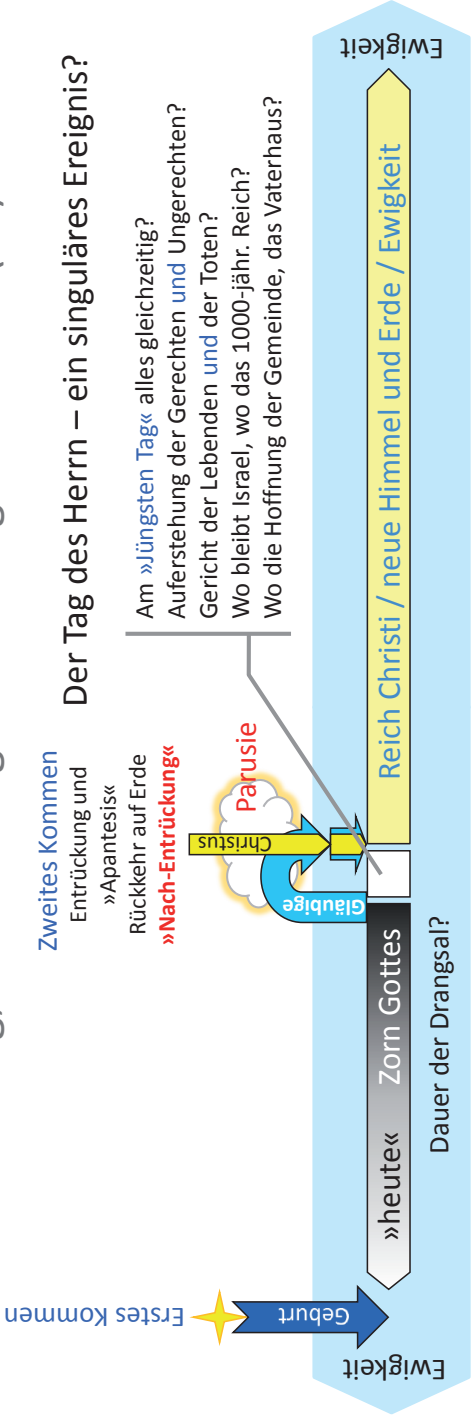 Der Tag des Herrn – ein singuläres Ereignis?
Zweites Kommen
Entrückung und
»Apantesis«
Rückkehr auf Erde
»Nach-Entrückung«
Am »Jüngsten Tag« alles gleichzeitig?
Auferstehung der Gerechten und Ungerechten?
Gericht der Lebenden und der Toten?
Wo bleibt Israel, wo das 1000-jähr. Reich?
Wo die Hoffnung der Gemeinde, das Vaterhaus?
Erstes Kommen
Geburt
Parusie
Christus
Gläubige
Ewigkeit
»heute«
Zorn Gottes
Reich Christi / neue Himmel und Erde / Ewigkeit
Ewigkeit
Dauer der Drangsal?